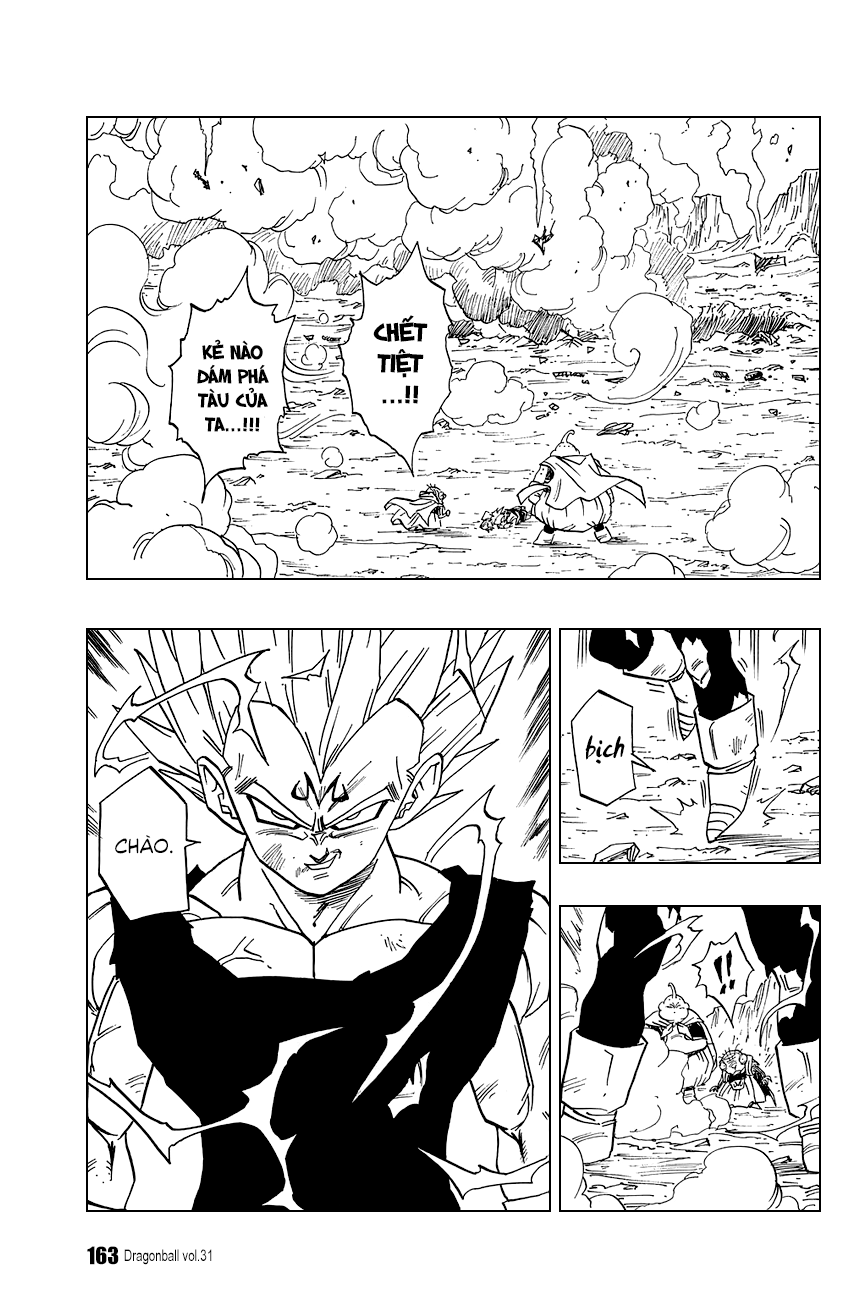 CHẾT
TIỆT
...!!
KẺ NÀO
DÁM PHÁ
TÀU CỦA
TA...!!!
bịch
!!
CHÀO.
163 Dragonball vol.31